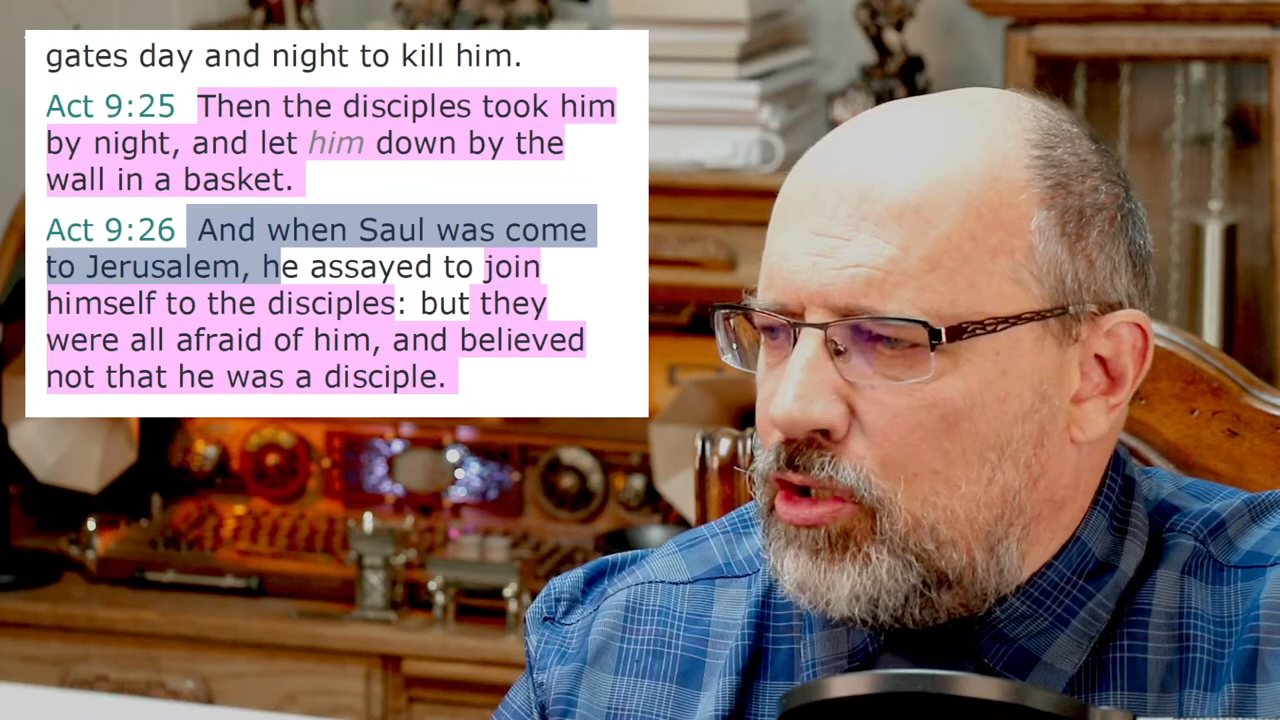 gates day and night to kill him.
Act 9:25 Then the disciples took him
by night, and let him down by the
wall in a basket.
Act 9:26 And when Saul was come
to Jerusalem, he assayed to join
himself to the disciples: but they
were all afraid of him, and believed
not that he was a disciple.